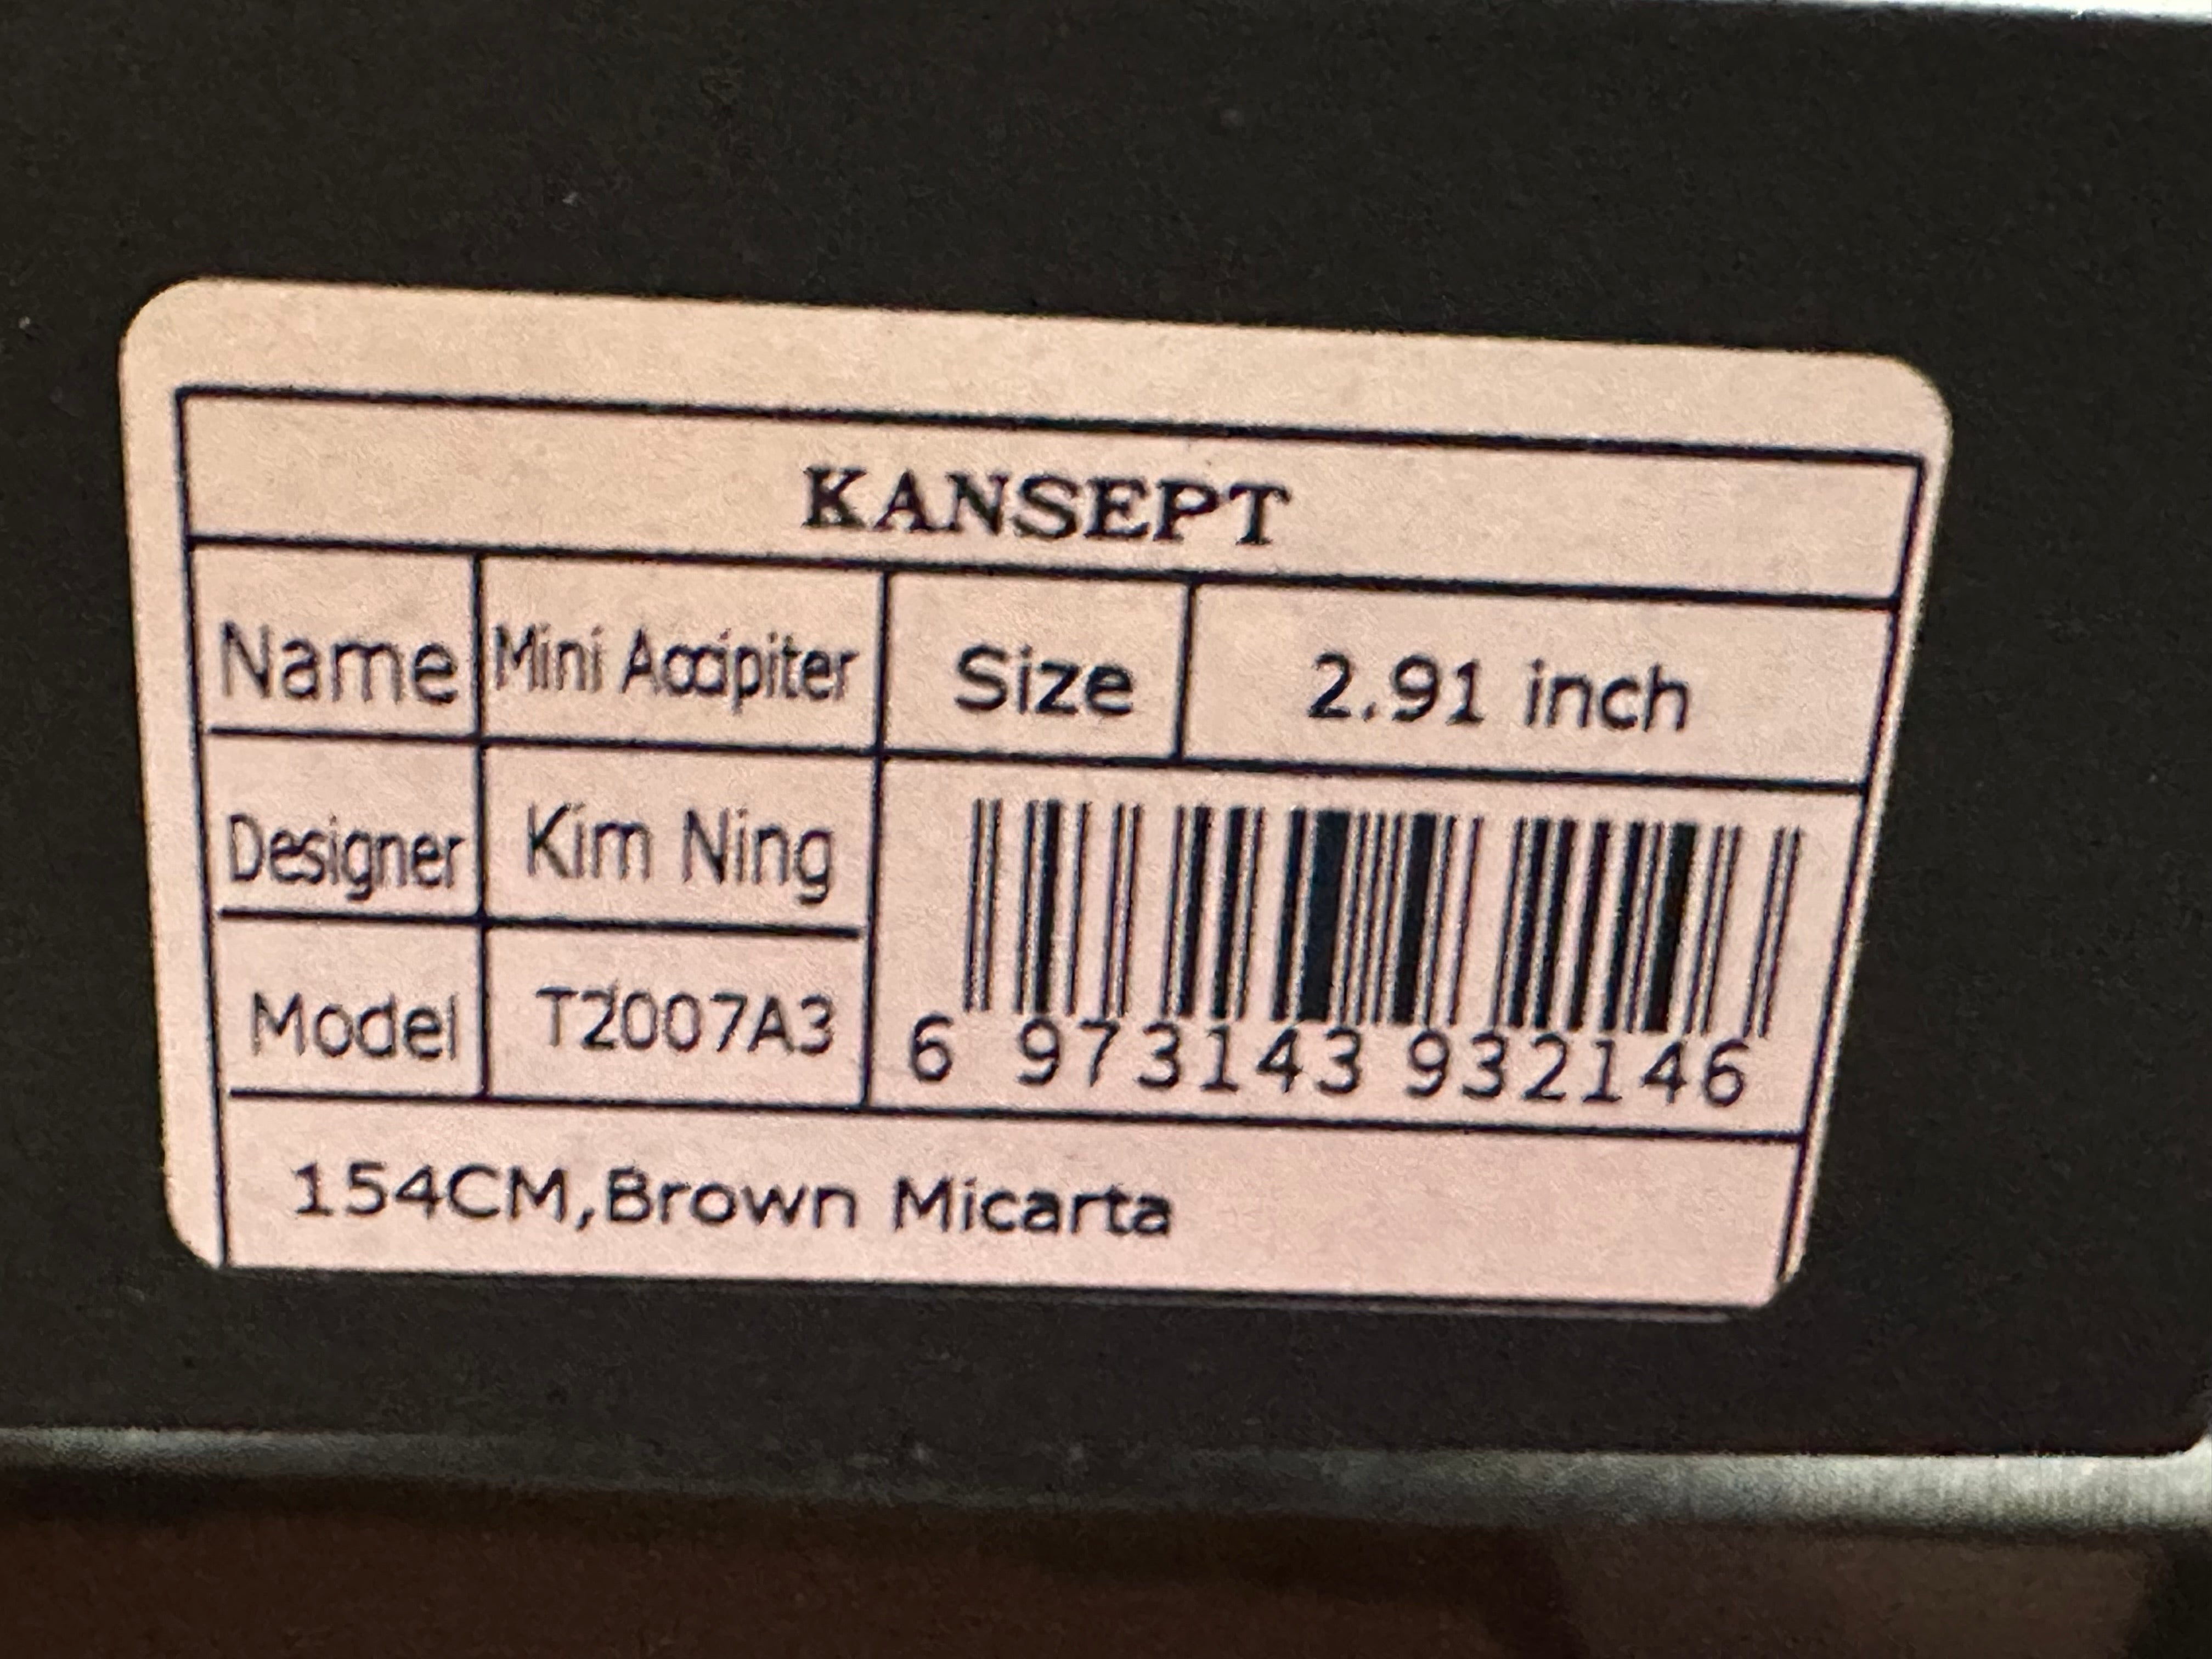 KANSEPT
Name Mini Accipiter Size 2.91 inch
Designer Kim Ning
Model T2007A3 6 973143 932146
154CM,Brown Micarta